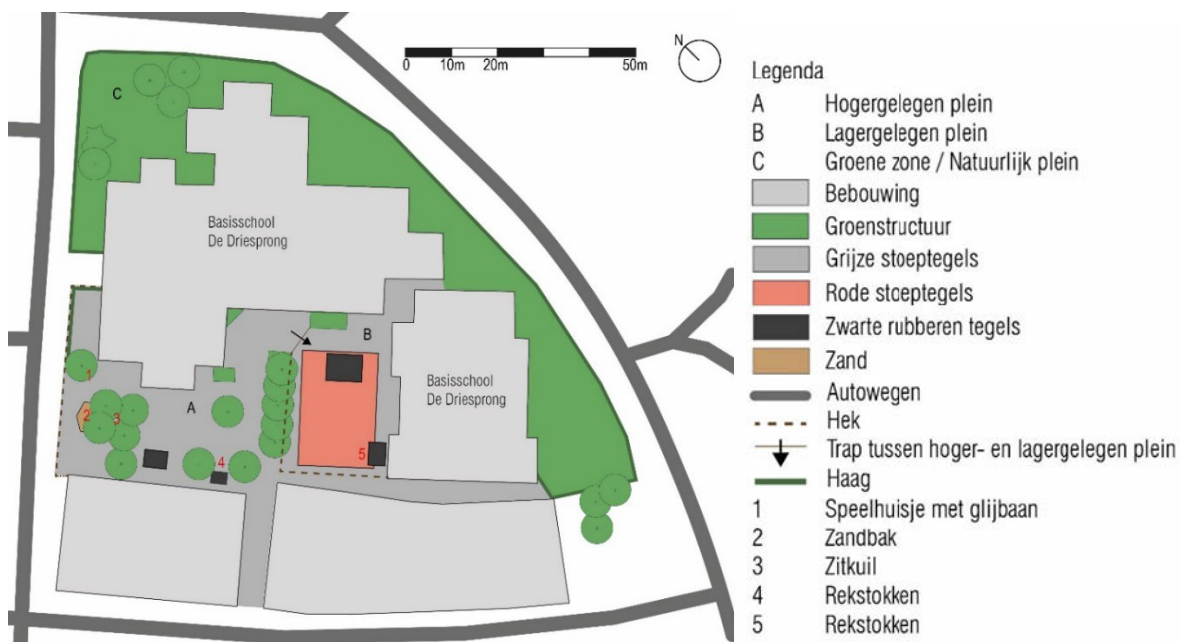 0 10m 20m 50m
N
C
Basisschool
De Driesprong
B
Basisschool
De Driesprong
A
1
2
3
4
5
Legenda
A Hogergelegen plein
B Lagergelegen plein
C Groene zone / Natuurlijk plein
Bebouwing
Groenstructuur
Grijze stoeptegels
Rode stoeptegels
Zwarte rubberen tegels
Zand
Autowegen
Hek
Trap tussen hoger- en lagergelegen plein
Haag
1 Speelhuisje met glijbaan
2 Zandbak
3 Zitkuil
4 Rekstokken
5 Rekstokken